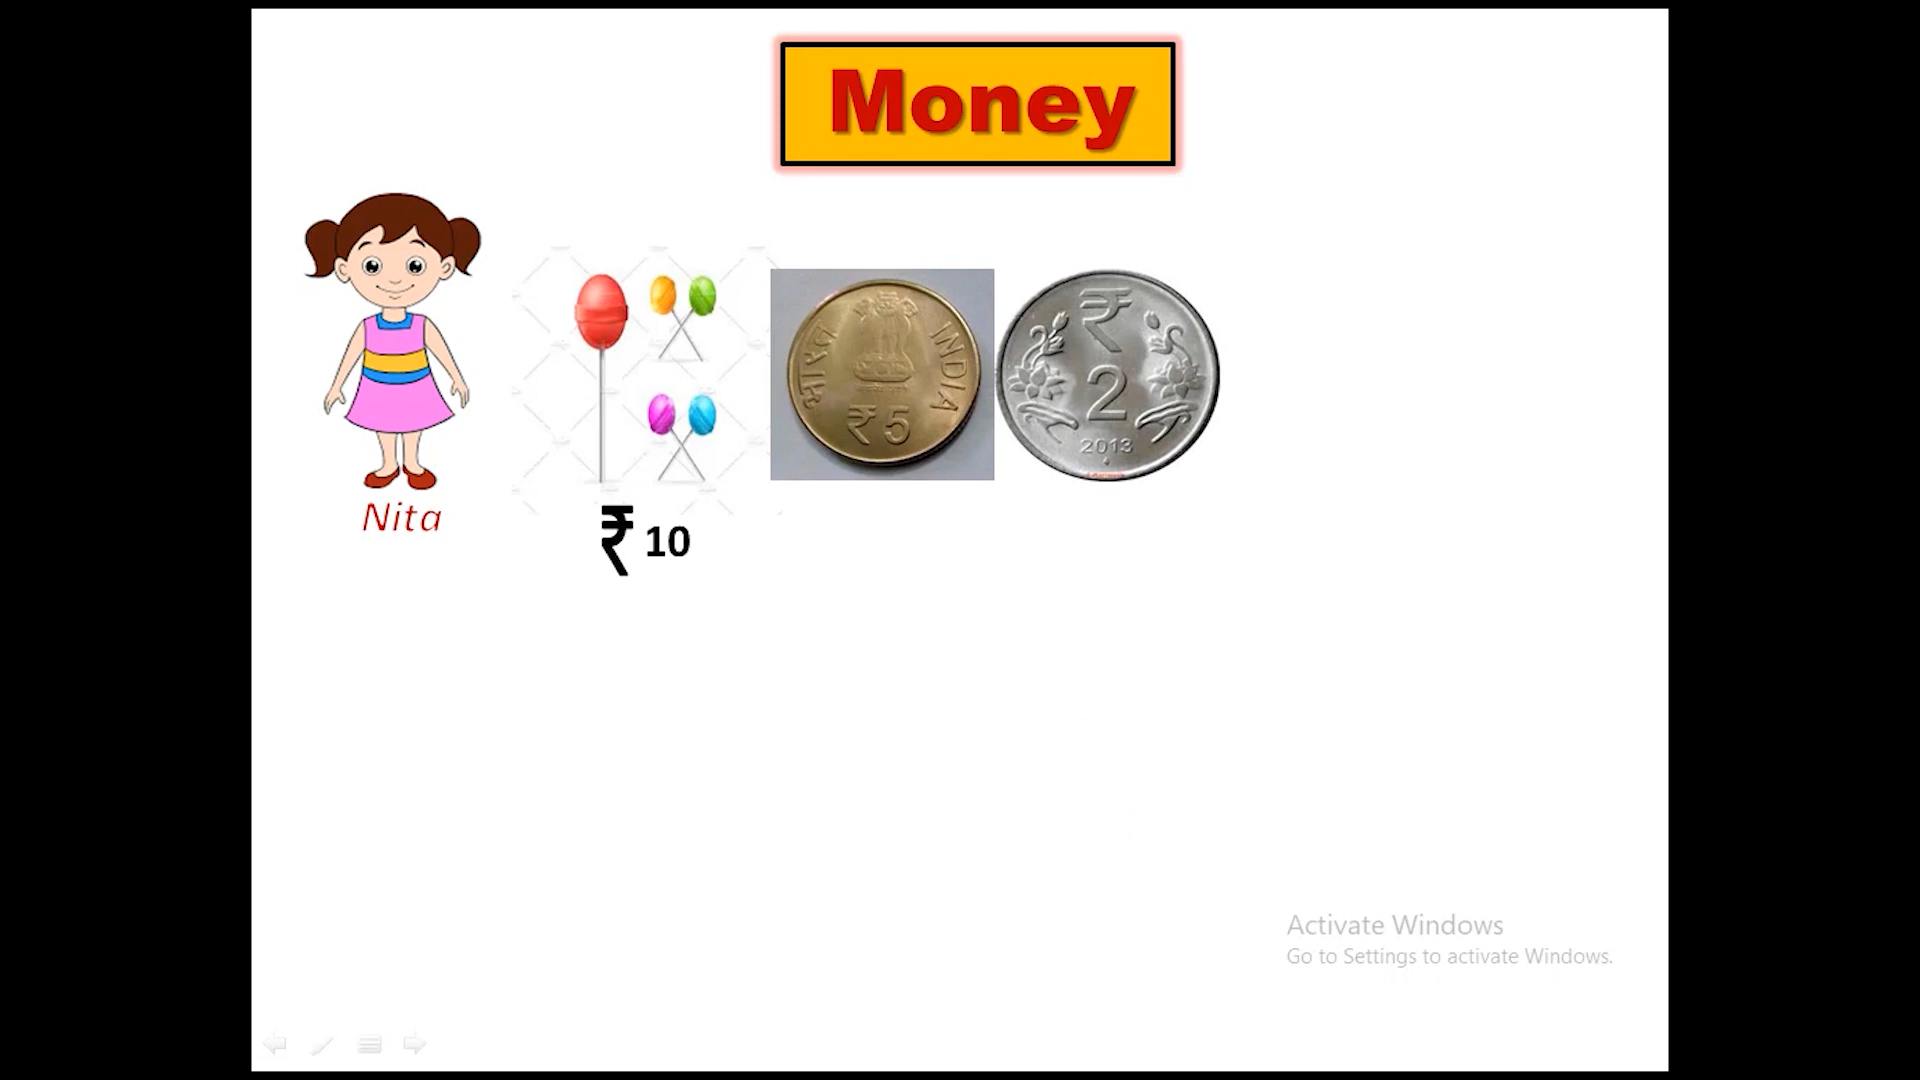 Money
भारत
INDIA
₹ 5
₹
2
2013
Nita
₹ 10
Activate Windows
Go to Settings to activate Windows.